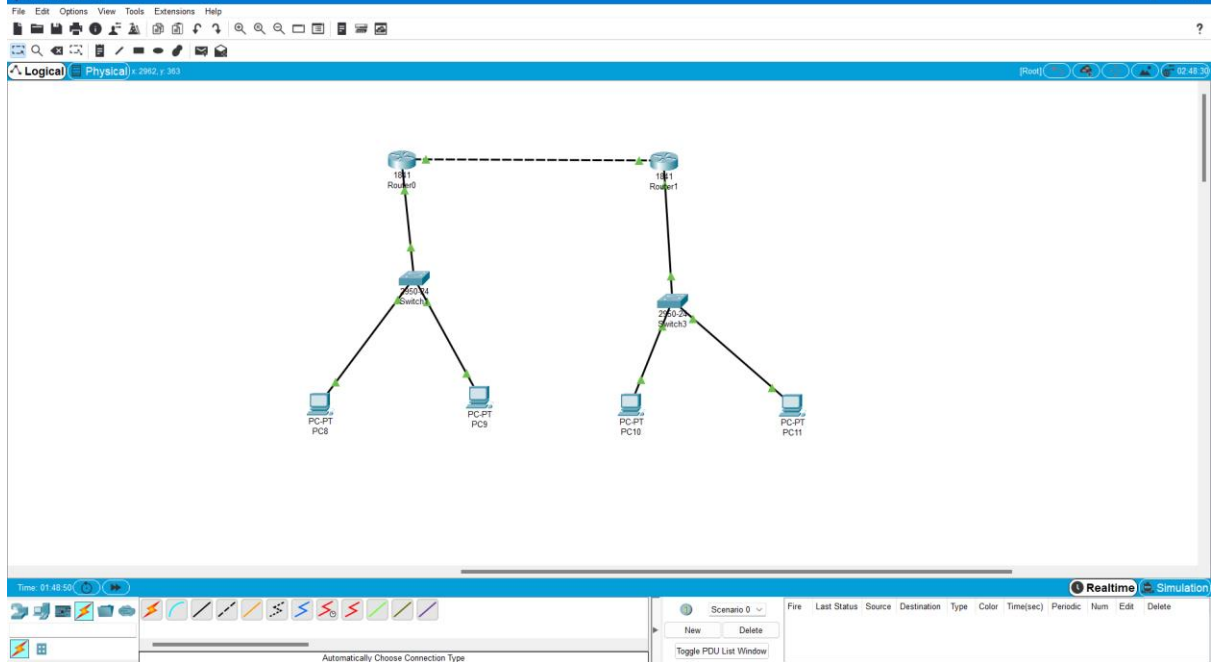 File Edit Options View Tools Extensions Help
?
Logical Physical x: 2962, y: 363 [Root] 02:48:30
1841
Router0
1841
Router1
2950-24
2950-24
Switch3
PC-PT
PC8
PC-PT
PC9
PC-PT
PC10
PC-PT
PC11
Time: 01:48:50 Realtime Simulation
Scenario 0 Fire Last Status Source Destination Type Color Time(sec) Periodic Num Edit Delete
New Delete
Toggle PDU List Window
Automatically Choose Connection Type